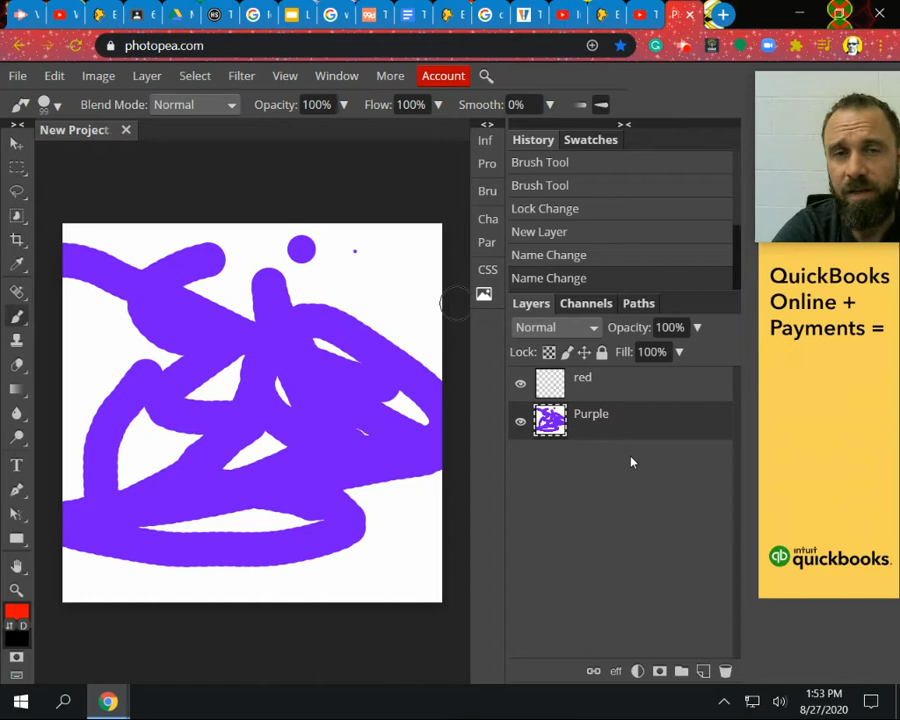 photopea.com
File Edit Image Layer Select Filter View Window More Account
99 Blend Mode: Normal Opacity: 100% Flow: 100% Smooth: 0%
New Project
Inf
Pro
Bru
Cha
Par
CSS
History Swatches
Brush Tool
Brush Tool
Lock Change
New Layer
Name Change
Name Change
Layers Channels Paths
Normal Opacity: 100%
Lock: Fill: 100%
red
Purple
eff
D
QuickBooks
Online +
Payments =
qb intuit
quickbooks.
1:53 PM
8/27/2020